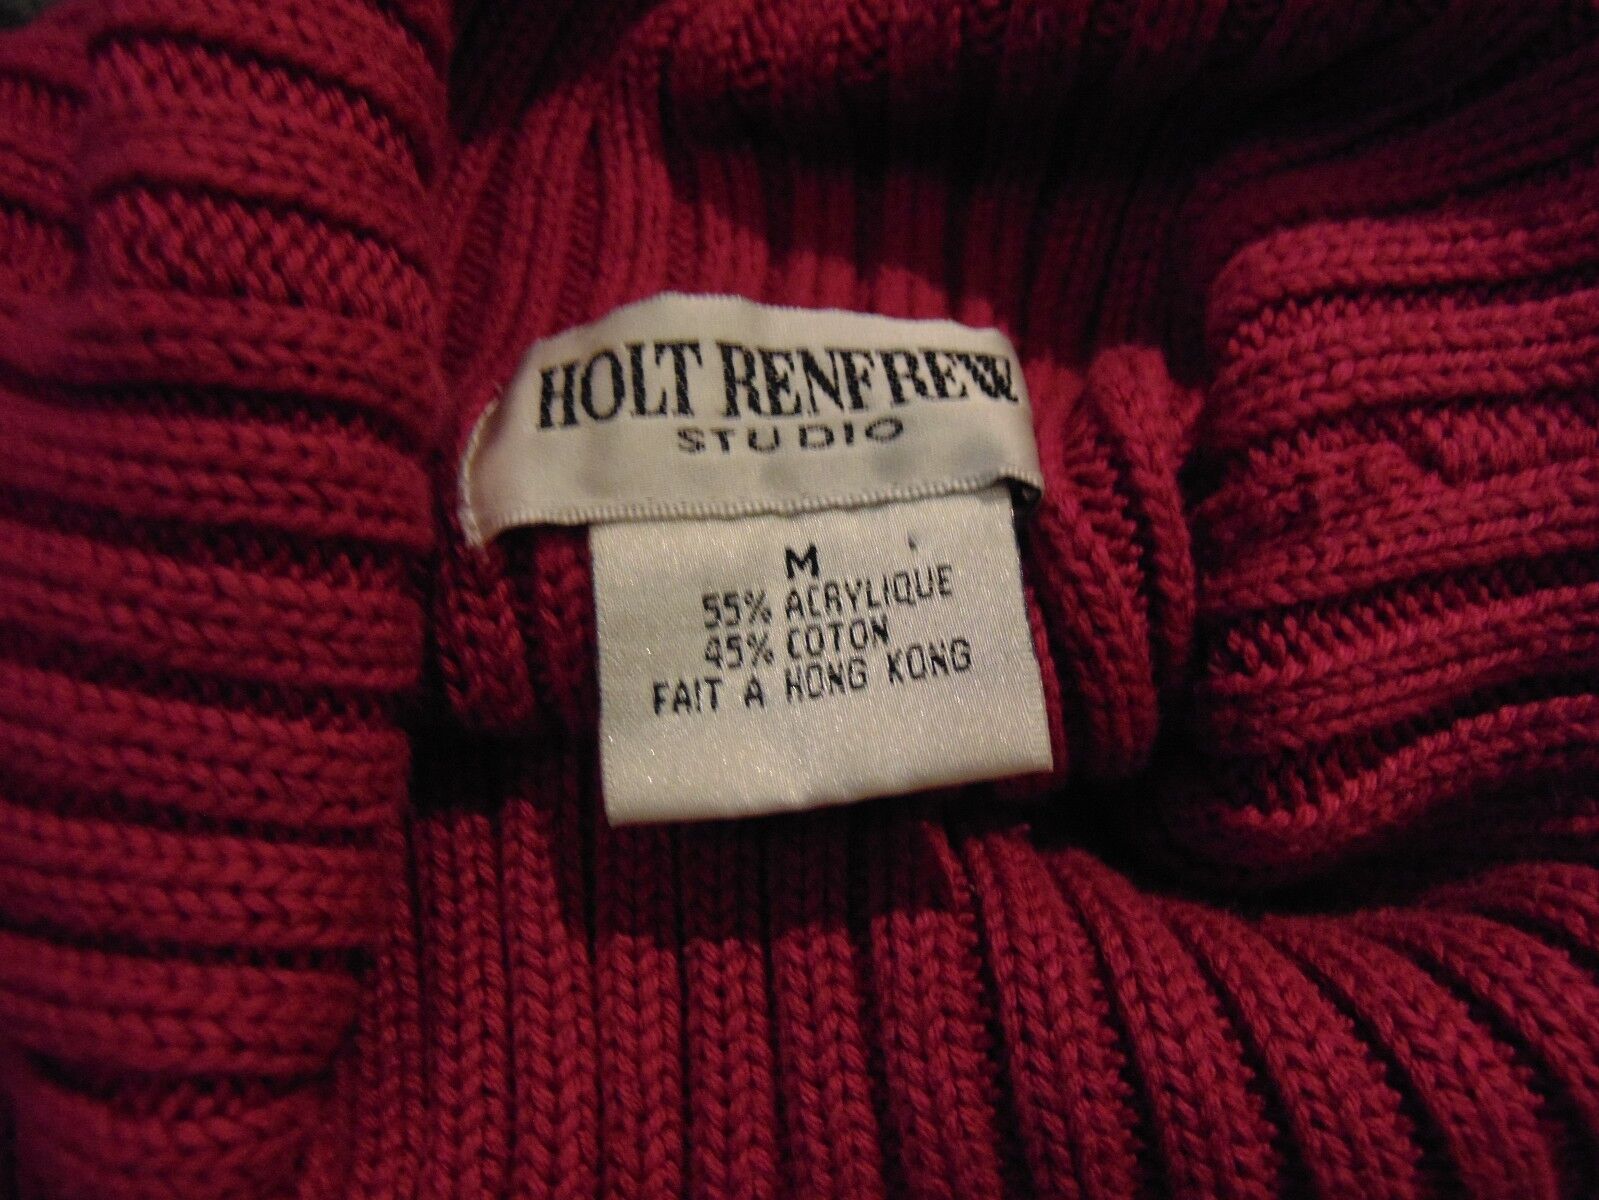 HOLT RENFREW
STUDIO
M
55% ACRYLIQUE
45% COTON
FAIT A HONG KONG